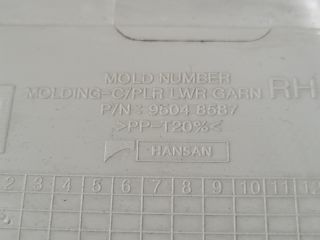 MOLD NUMBER
MOLDING-C/PLR LWR GARN RH
P/N : 9504 8587
>PP-T20%<
HANSAN
2 3 4 5 6 7 8 9 10 11 12